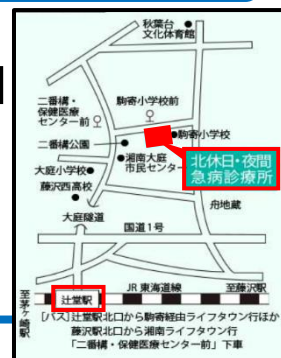 秋葉台
文化体育館
二番構・
保健医療
センター前
駒寄小学校前
二番構公園
駒寄小学校
湘南大庭
市民センター
北休日・夜間
急病診療所
大庭小学校
藤沢西高校
舟地蔵
大庭隧道
国道1号
JR 東海道線
至藤沢駅
至茅ヶ崎駅
辻堂駅
[バス]辻堂駅北口から駒寄経由ライフタウン行ほか
藤沢駅北口から湘南ライフタウン行
「二番構・保健医療センター前」下車